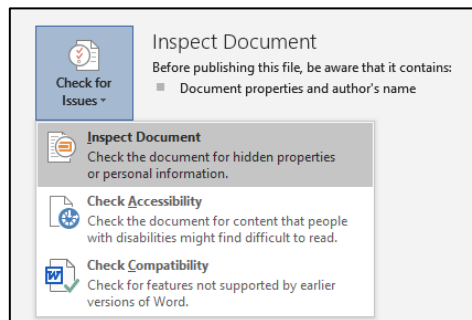 Inspect Document
Before publishing this file, be aware that it contains:
Document properties and author's name
Check for
Issues
Inspect Document
Check the document for hidden properties
or personal information.
Check Accessibility
Check the document for content that people
with disabilities might find difficult to read.
Check Compatibility
Check for features not supported by earlier
versions of Word.